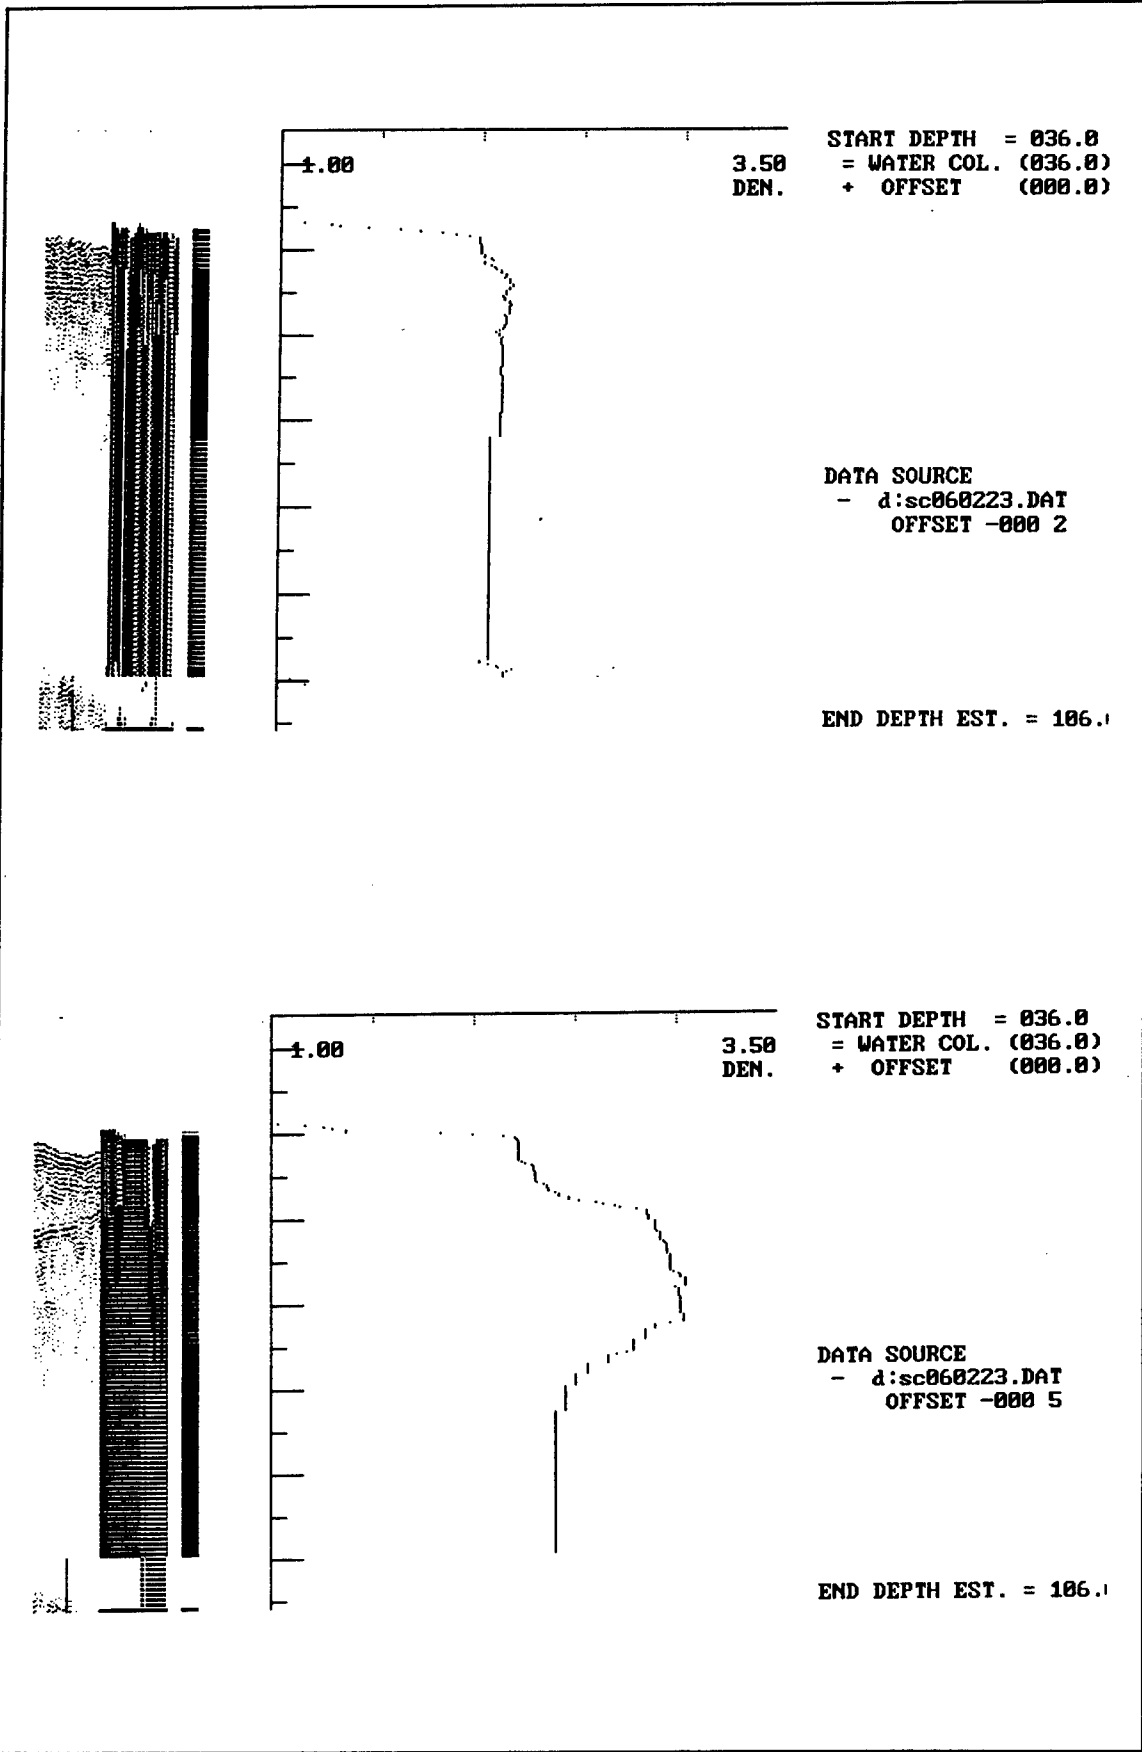 START DEPTH = 036.0
1.00 3.50 = WATER COL. (036.0)
DEN. + OFFSET (000.0)
DATA SOURCE
- d:sc060223.DAT
OFFSET -000 2
END DEPTH EST. = 106.
START DEPTH = 036.0
1.00 3.50 = WATER COL. (036.0)
DEN. + OFFSET (000.0)
DATA SOURCE
- d:sc060223.DAT
OFFSET -000 5
END DEPTH EST. = 106.